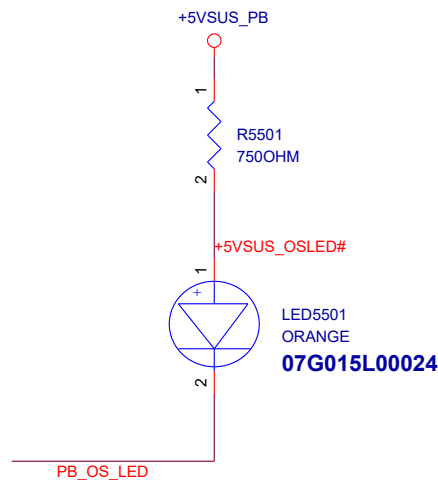 +5VSUS_PB
1
R5501
750OHM
2
+5VSUS_OSLED#
1
+
LED5501
ORANGE
07G015L00024
2
PB_OS_LED